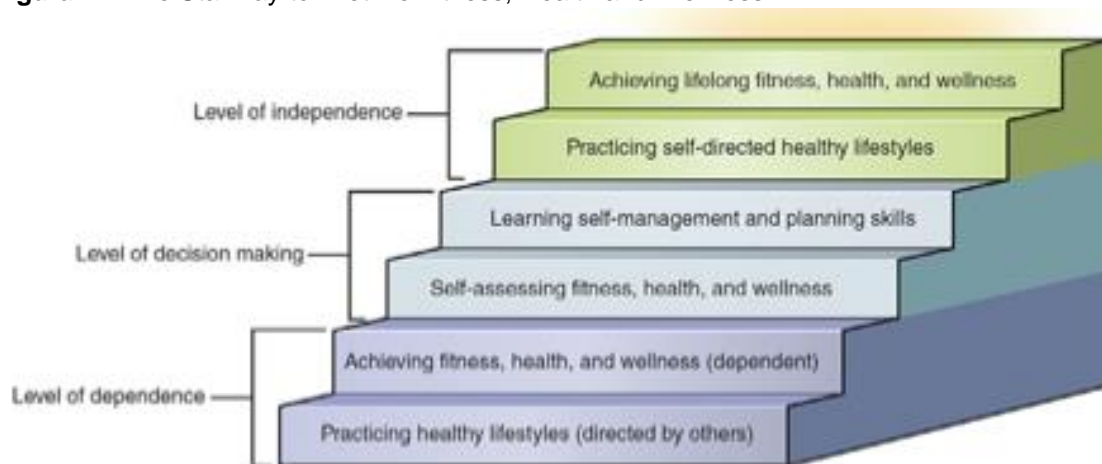 Achieving lifelong fitness, health, and wellness
Level of independence
Practicing self-directed healthy lifestyles
Learning self-management and planning skills
Level of decision making
Self-assessing fitness, health, and wellness
Achieving fitness, health, and wellness (dependent)
Level of dependence
Practicing healthy lifestyles (directed by others)